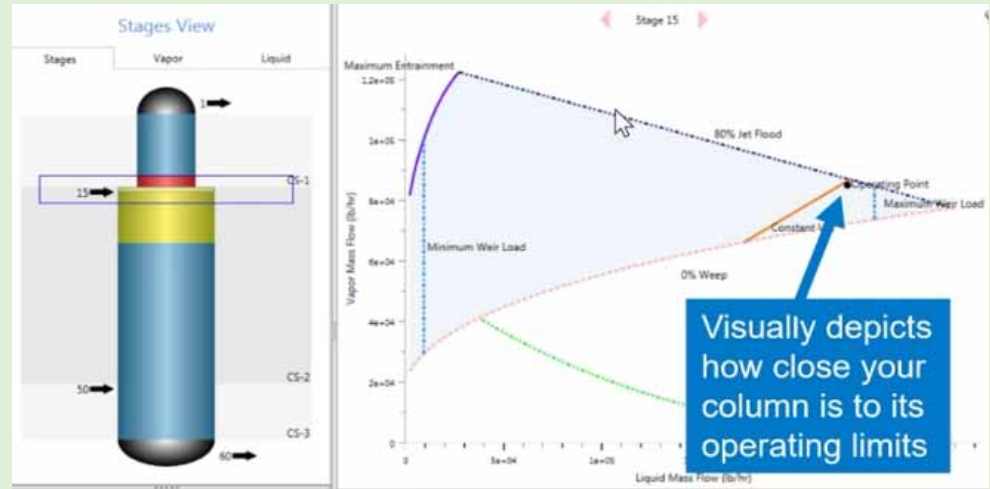 Stages View
Stages Vapor Liquid
1
CS-1
15
CS-2
50
CS-3
60
Stage 15
Maximum Entrainment
1.2e+05
80% Jet Flood
1e+05
Operating Point
8e+04
Maximum Weir Load
Vapor Mass Flow (lb/hr)
Minimum Weir Load
6e+04
0% Weep
4e+04
2e+04
0
0
5e+04
1e+05
Liquid Mass Flow (lb/hr)
Visually depicts
how close your
column is to its
operating limits